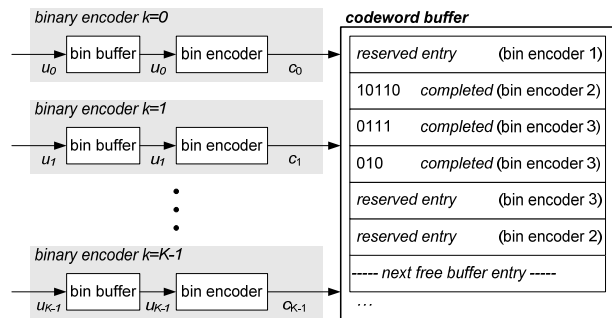 binary encoder k=0
bin buffer
bin encoder
u0
u0
c0
binary encoder k=1
bin buffer
bin encoder
u1
u1
c1
binary encoder k=K-1
bin buffer
bin encoder
uK-1
uK-1
cK-1
codeword buffer
reserved entry (bin encoder 1)
10110 completed (bin encoder 2)
0111 completed (bin encoder 3)
010 completed (bin encoder 3)
reserved entry (bin encoder 3)
reserved entry (bin encoder 2)
----- next free buffer entry -----
...